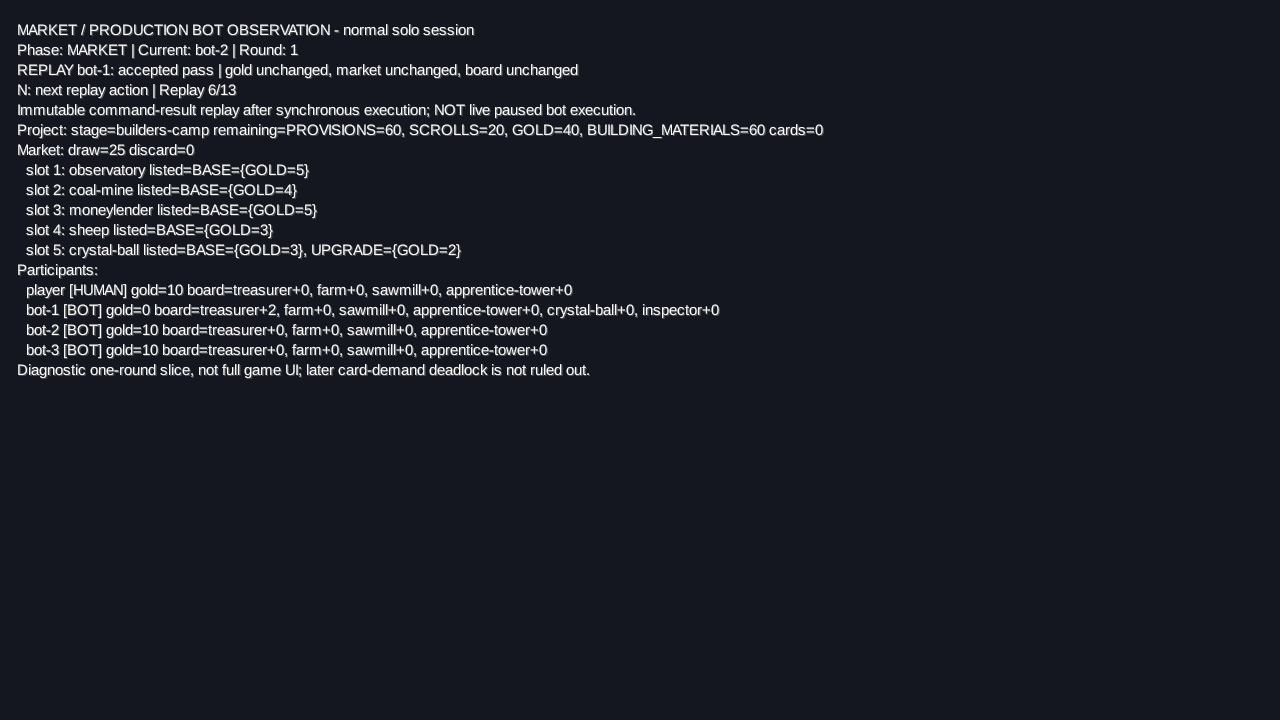 MARKET / PRODUCTION BOT OBSERVATION - normal solo session
Phase: MARKET | Current: bot-2 | Round: 1
REPLAY bot-1: accepted pass | gold unchanged, market unchanged, board unchanged
N: next replay action | Replay 6/13
Immutable command-result replay after synchronous execution; NOT live paused bot execution.
Project: stage=builders-camp remaining=PROVISIONS=60, SCROLLS=20, GOLD=40, BUILDING_MATERIALS=60 cards=0
Market: draw=25 discard=0
slot 1: observatory listed=BASE={GOLD=5}
slot 2: coal-mine listed=BASE={GOLD=4}
slot 3: moneylender listed=BASE={GOLD=5}
slot 4: sheep listed=BASE={GOLD=3}
slot 5: crystal-ball listed=BASE={GOLD=3}, UPGRADE={GOLD=2}
Participants:
player [HUMAN] gold=10 board=treasurer+0, farm+0, sawmill+0, apprentice-tower+0
bot-1 [BOT] gold=0 board=treasurer+2, farm+0, sawmill+0, apprentice-tower+0, crystal-ball+0, inspector+0
bot-2 [BOT] gold=10 board=treasurer+0, farm+0, sawmill+0, apprentice-tower+0
bot-3 [BOT] gold=10 board=treasurer+0, farm+0, sawmill+0, apprentice-tower+0
Diagnostic one-round slice, not full game UI; later card-demand deadlock is not ruled out.